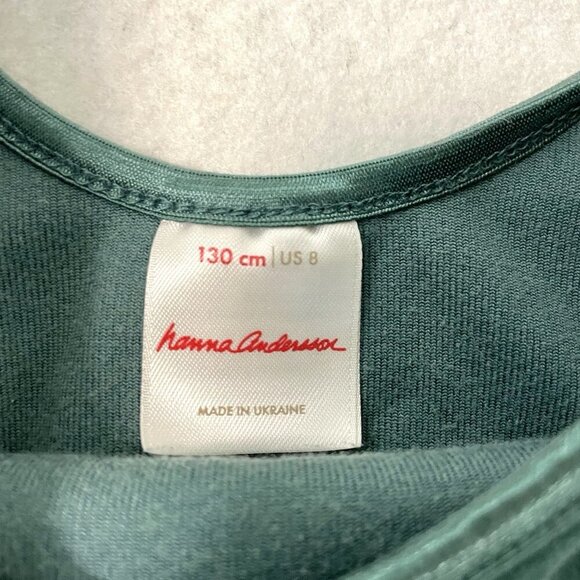 130 cm | US 8
hanna andersson
MADE IN UKRAINE